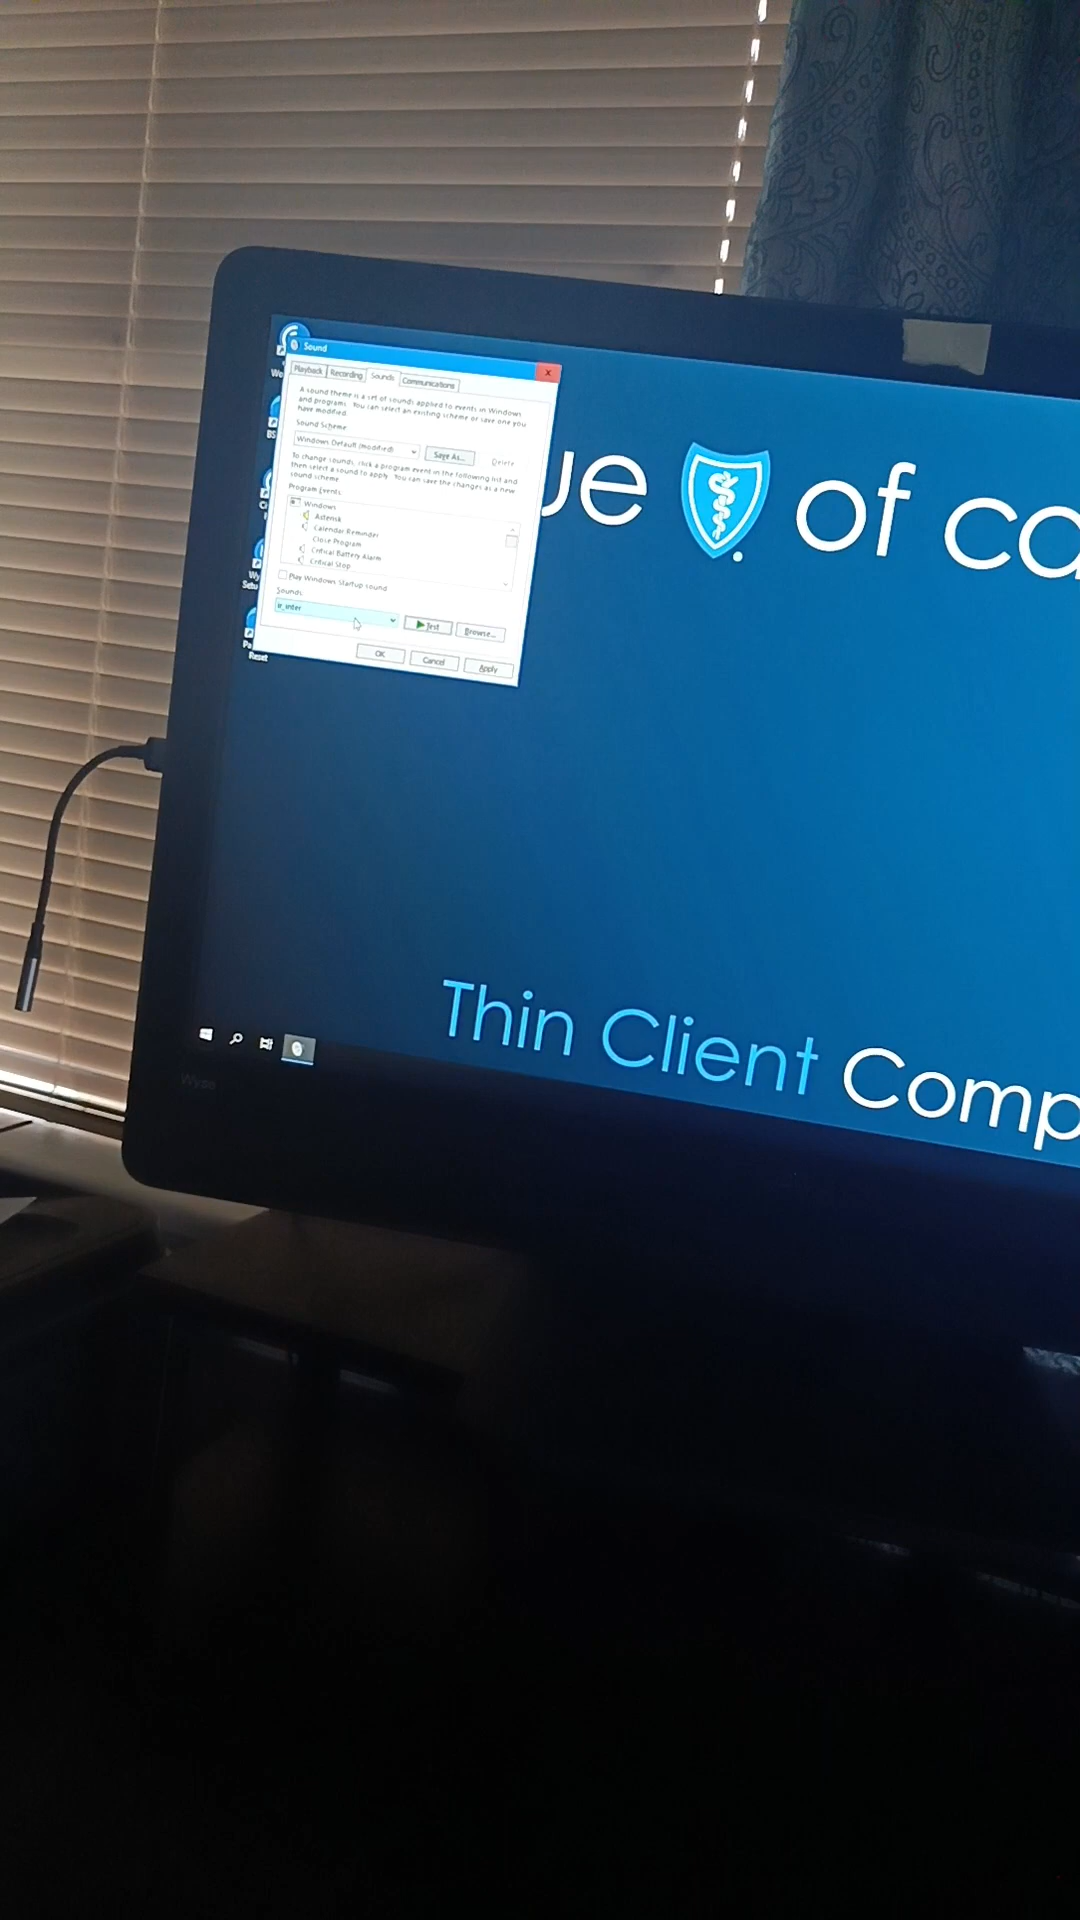 Sound
Playback Recording Sounds Communications
A sound theme is a set of sounds applied to events in Windows
and programs. You can select an existing scheme or save one you
have modified.
Sound Scheme
Windows Default (modified)
Save As...
Delete
To change sounds, click a program event in the following list and
then select a sound to apply. You can save the changes as a new
sound scheme
Program Events
Windows
Asterisk
Calendar Reminder
Close Program
Critical Battery Alarm
Critical Stop
Play Windows Startup sound
Sounds:
ir_inter
Test
Browse...
OK
Cancel
Apply
Reset
ue of ca
Thin Client Comp
Wyse